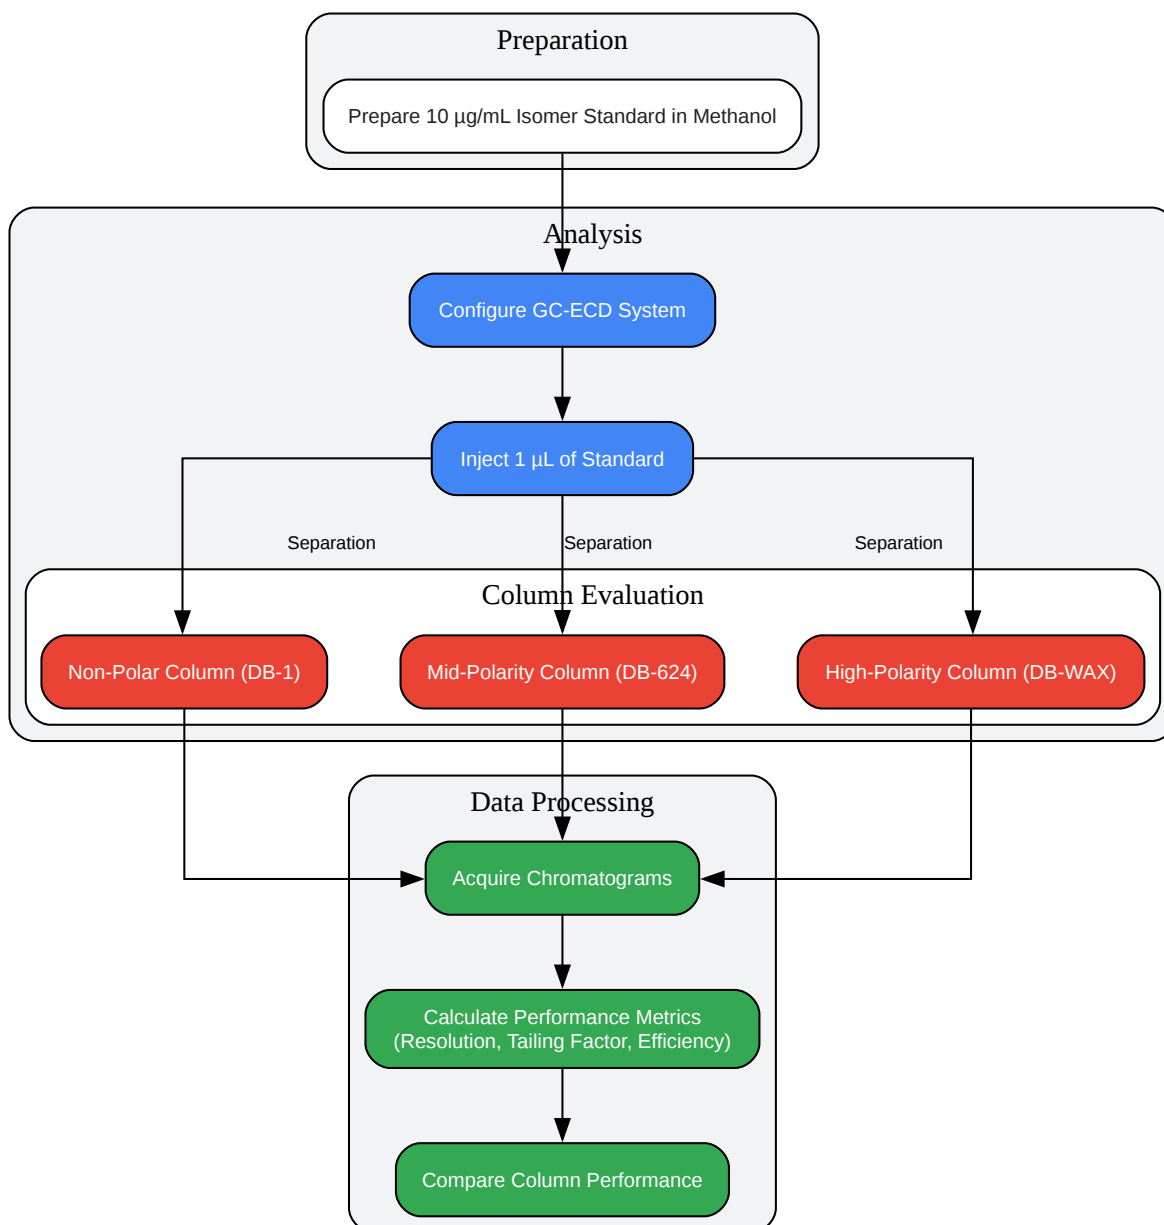 Preparation
Prepare 10 µg/mL Isomer Standard in Methanol
Analysis
Configure GC-ECD System
Inject 1 µL of Standard
Separation
Separation
Separation
Column Evaluation
Non-Polar Column (DB-1)
Mid-Polarity Column (DB-624)
High-Polarity Column (DB-WAX)
Data Processing
Acquire Chromatograms
Calculate Performance Metrics
(Resolution, Tailing Factor, Efficiency)
Compare Column Performance